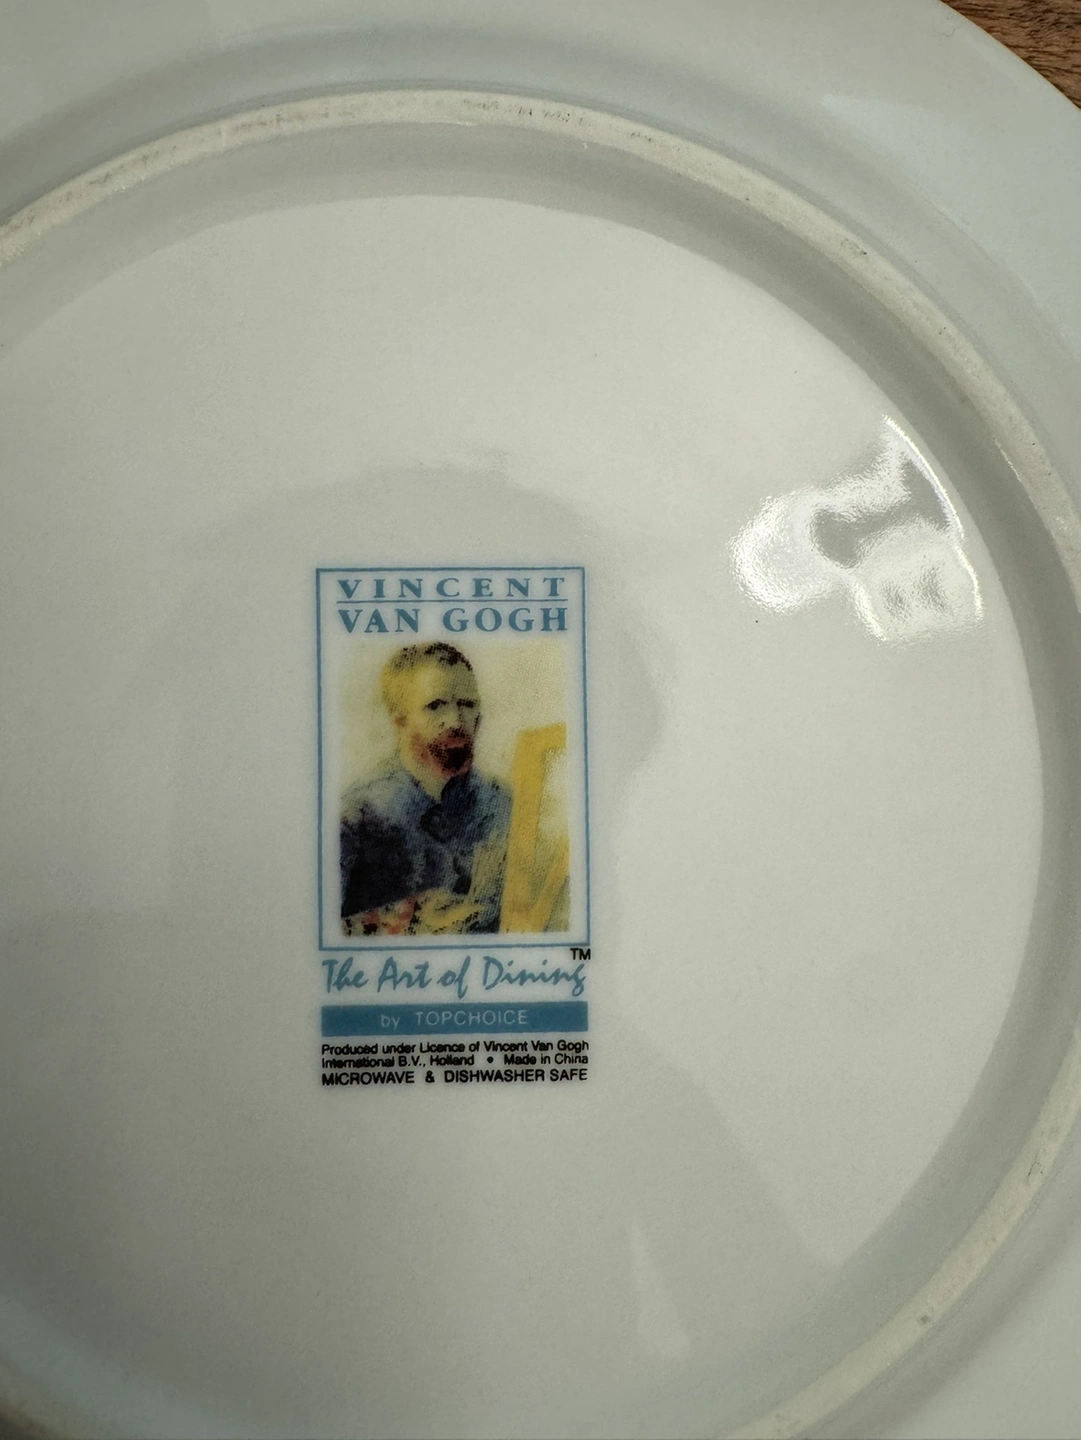 VINCENT
VAN GOGH
TM
The Art of Dining
by TOPCHOICE
Produced under Licence of Vincent Van Gogh
International B.V., Holland • Made in China
MICROWAVE & DISHWASHER SAFE